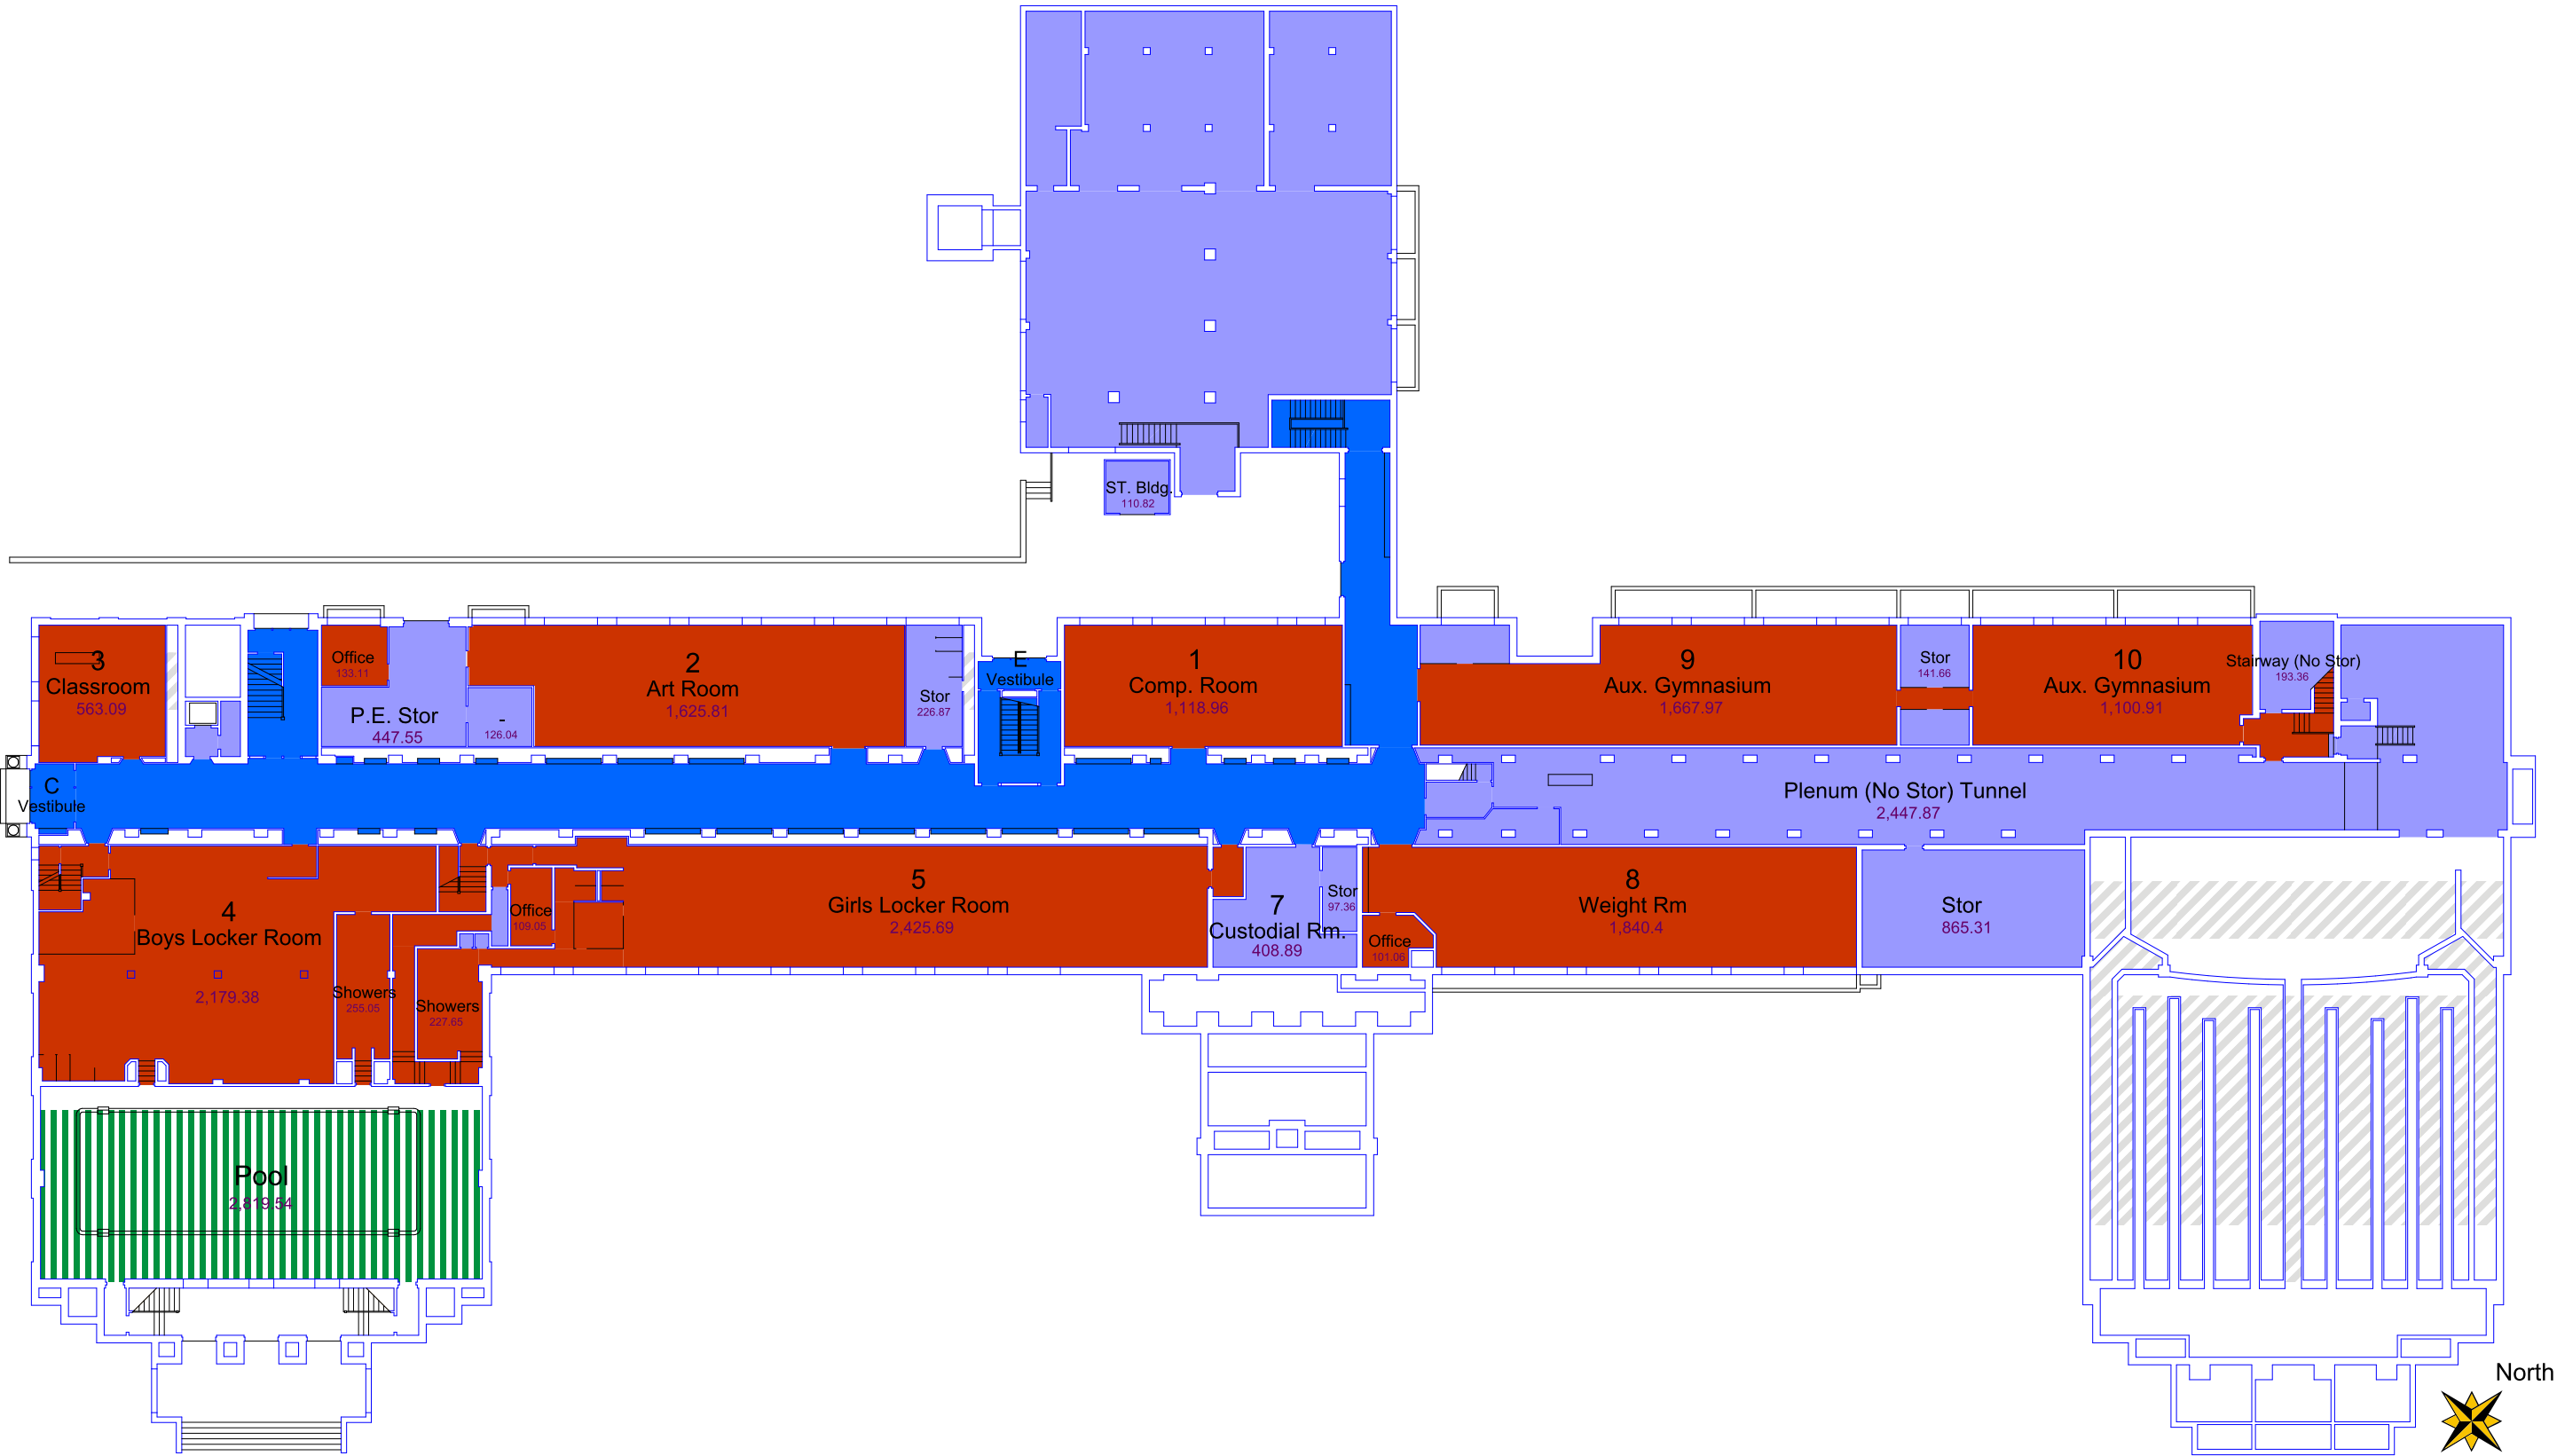 ST. Bldg.
110.82
3
Classroom
563.09
Office
133.11
P.E. Stor
447.55
-
126.04
2
Art Room
1,625.81
Stor
226.87
E
Vestibule
1
Comp. Room
1,118.96
9
Aux. Gymnasium
1,667.97
Stor
141.66
10
Aux. Gymnasium
1,100.91
Stairway (No Stor)
193.36
C
Vestibule
Plenum (No Stor) Tunnel
2,447.87
4
Boys Locker Room
2,179.38
Showers
255.05
Showers
227.65
Office
109.05
5
Girls Locker Room
2,425.69
7
Custodial Rm.
408.89
Stor
97.36
Office
101.06
8
Weight Rm
1,840.4
Stor
865.31
Pool
2,819.54
North